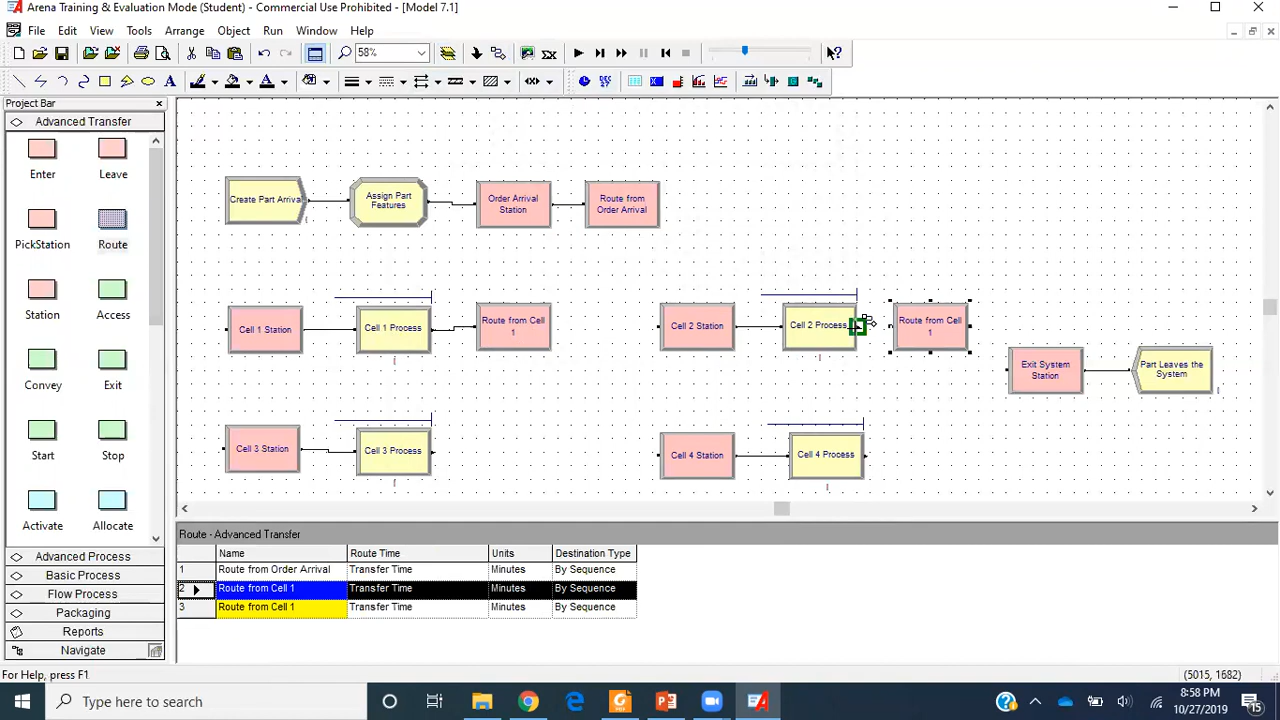 Arena Training & Evaluation Mode (Student) - Commercial Use Prohibited - [Model 7.1]
File Edit View Tools Arrange Object Run Window Help
58%
Project Bar
Advanced Transfer
Enter Leave
PickStation Route
Station Access
Convey Exit
Start Stop
Activate Allocate
Advanced Process
Basic Process
Flow Process
Packaging
Reports
Navigate
Create Part Arrival
Assign Part
Features
Order Arrival
Station
Route from
Order Arrival
Cell 1 Station
Cell 1 Process
Route from Cell
1
Cell 2 Station
Cell 2 Process
Route from Cell
1
Exit System
Station
Part Leaves the
System
Cell 3 Station
Cell 3 Process
Cell 4 Station
Cell 4 Process
Route - Advanced Transfer
Name Route Time Units Destination Type
1 Route from Order Arrival Transfer Time Minutes By Sequence
2 Route from Cell 1 Transfer Time Minutes By Sequence
3 Route from Cell 1 Transfer Time Minutes By Sequence
For Help, press F1
(5015, 1682)
Type here to search
8:58 PM
10/27/2019
15